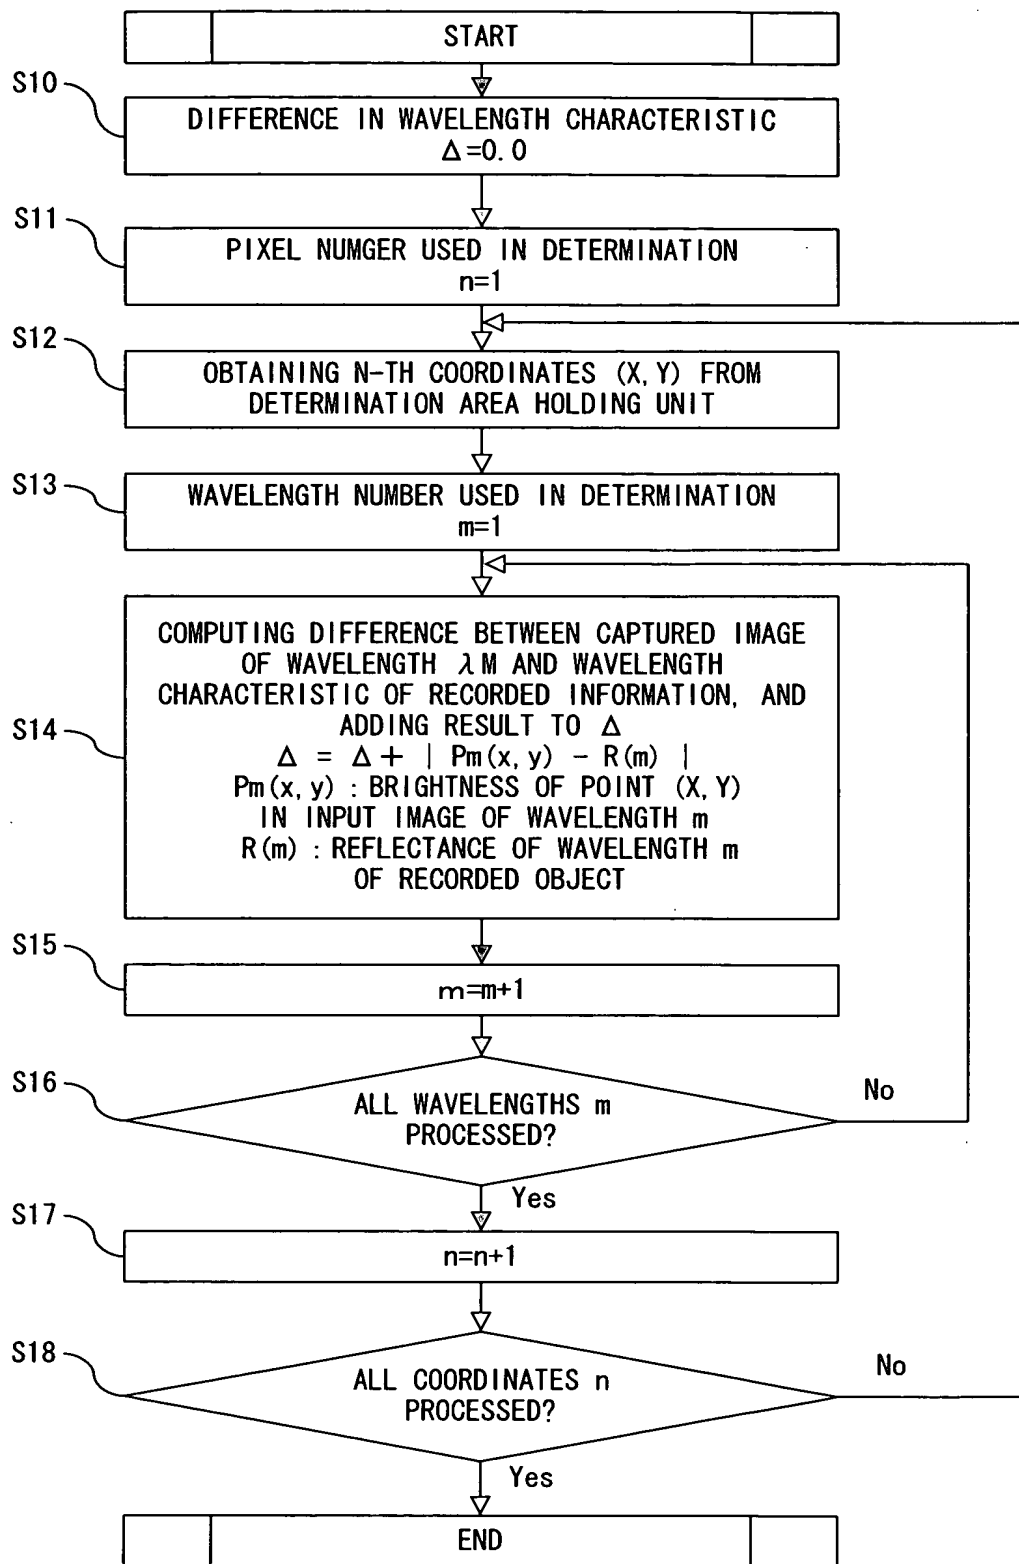 START
S10
DIFFERENCE IN WAVELENGTH CHARACTERISTIC
Δ=0.0
S11
PIXEL NUMGER USED IN DETERMINATION
n=1
S12
OBTAINING N-TH COORDINATES (X,Y) FROM
DETERMINATION AREA HOLDING UNIT
S13
WAVELENGTH NUMBER USED IN DETERMINATION
m=1
S14
COMPUTING DIFFERENCE BETWEEN CAPTURED IMAGE
OF WAVELENGTH λM AND WAVELENGTH
CHARACTERISTIC OF RECORDED INFORMATION, AND
ADDING RESULT TO Δ
Δ = Δ + | Pm(x,y) - R(m) |
Pm(x,y) : BRIGHTNESS OF POINT (X,Y)
IN INPUT IMAGE OF WAVELENGTH m
R(m) : REFLECTANCE OF WAVELENGTH m
OF RECORDED OBJECT
S15
m=m+1
S16
ALL WAVELENGTHS m
PROCESSED?
No
Yes
S17
n=n+1
S18
ALL COORDINATES n
PROCESSED?
No
Yes
END